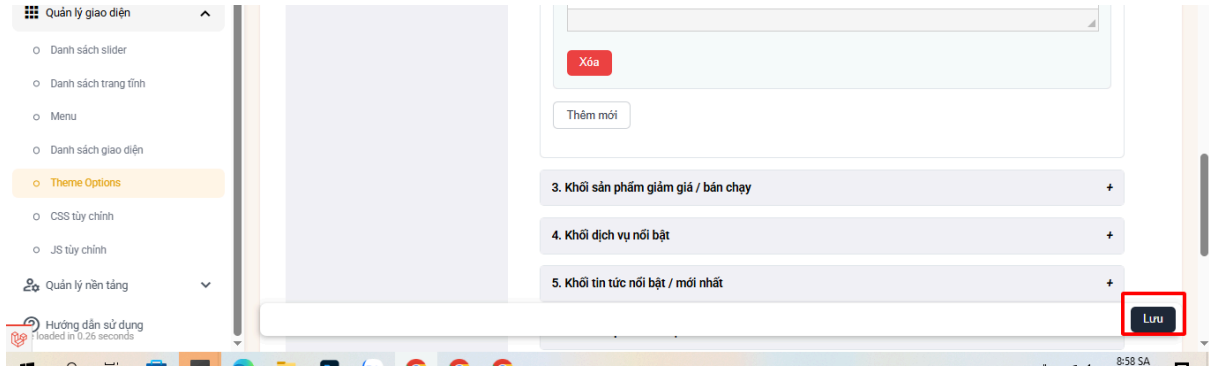 Quản lý giao diện
Danh sách slider
Danh sách trang tĩnh
Menu
Danh sách giao diện
Theme Options
CSS tùy chỉnh
JS tùy chỉnh
Quản lý nền tảng
Hướng dẫn sử dụng
loaded in 0.26 seconds
Xóa
Thêm mới
3. Khối sản phẩm giảm giá / bán chạy +
4. Khối dịch vụ nổi bật +
5. Khối tin tức nổi bật / mới nhất +
Lưu
8:58 SA